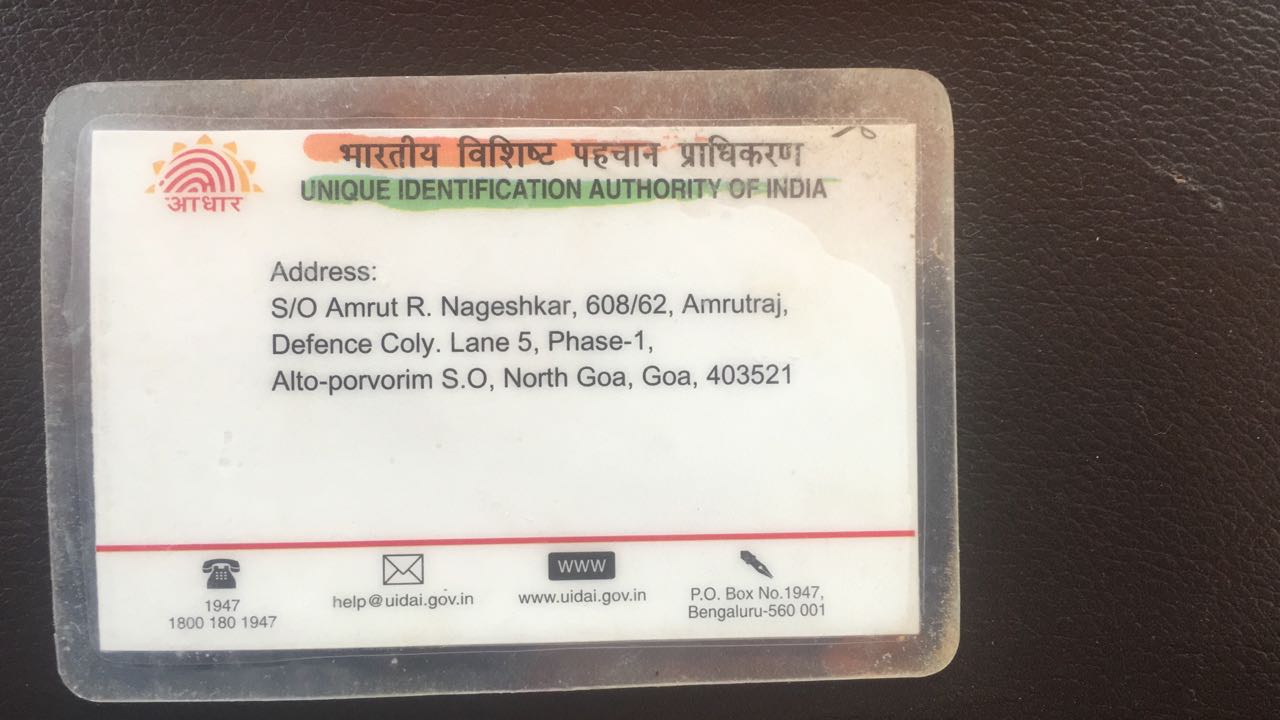 भारतीय विशिष्ट पहचान प्राधिकरण
UNIQUE IDENTIFICATION AUTHORITY OF INDIA
आधार
Address:
S/O Amrut R. Nageshkar, 608/62, Amrutraj,
Defence Coly. Lane 5, Phase-1,
Alto-porvorim S.O, North Goa, Goa, 403521
1947
1800 180 1947
help@uidai.gov.in
WWW
www.uidai.gov.in
P.O. Box No.1947,
Bengaluru-560 001